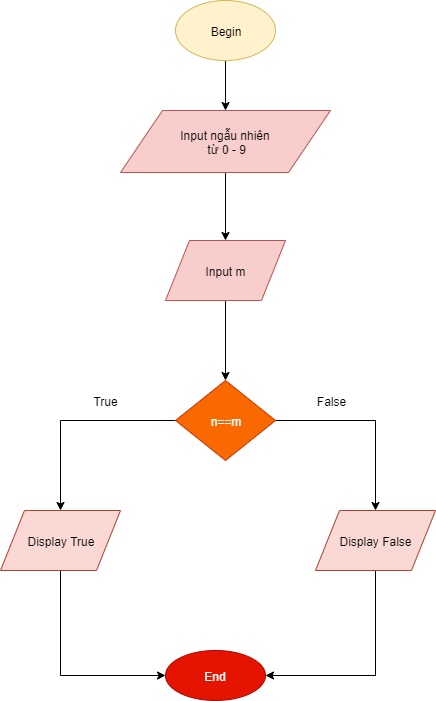 Begin
Input ngẫu nhiên
từ 0 - 9
Input m
True
False
n==m
Display True
Display False
End